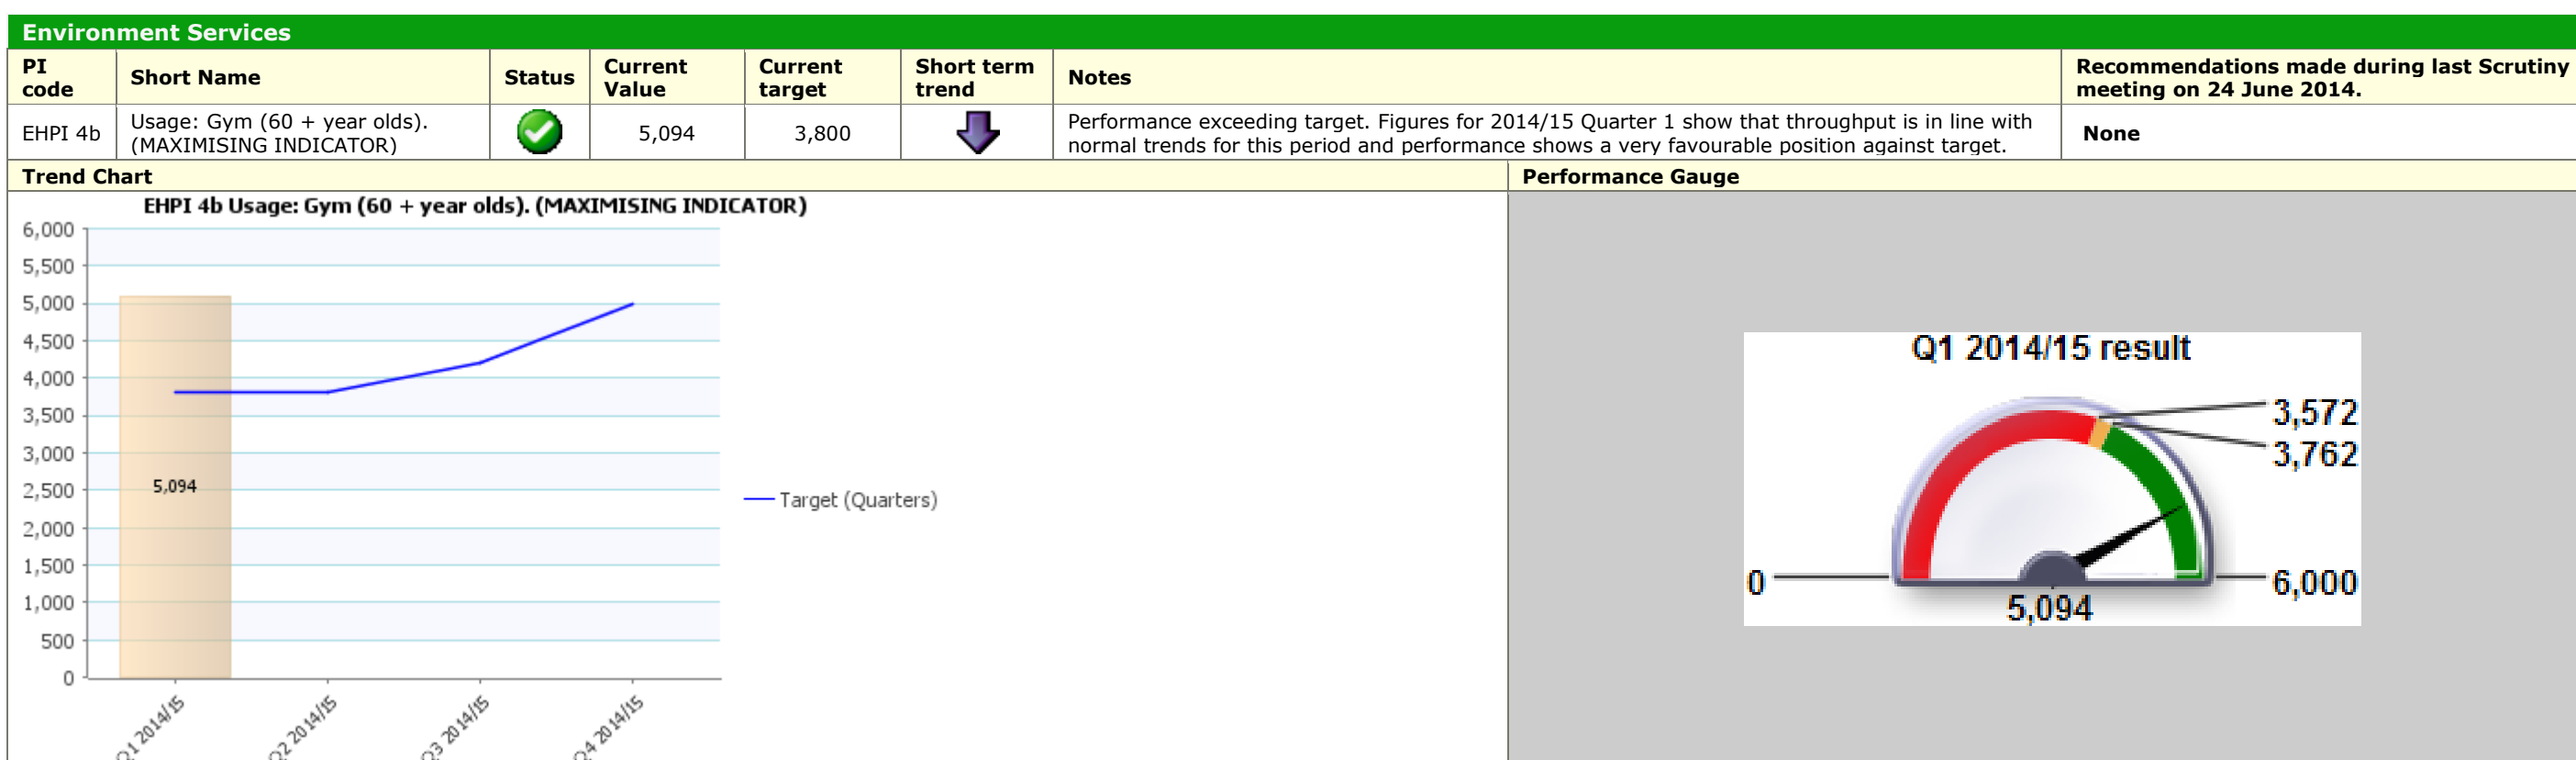 Environment Services
PI code
Short Name
Status
Current Value
Current target
Short term trend
Notes
Recommendations made during last Scrutiny
meeting on 24 June 2014.
EHPI 4b
Usage: Gym (60 + year olds).
(MAXIMISING INDICATOR)
5,094
3,800
Performance exceeding target. Figures for 2014/15 Quarter 1 show that throughput is in line with
normal trends for this period and performance shows a very favourable position against target.
None
Trend Chart
Performance Gauge
EHPI 4b Usage: Gym (60 + year olds). (MAXIMISING INDICATOR)
6,000
5,500
5,000
4,500
4,000
3,500
3,000
2,500
2,000
1,500
1,000
500
0
5,094
Q1 2014/15
Q2 2014/15
Q3 2014/15
Q4 2014/15
Target (Quarters)
Q1 2014/15 result
3,572
3,762
0
6,000
5,094